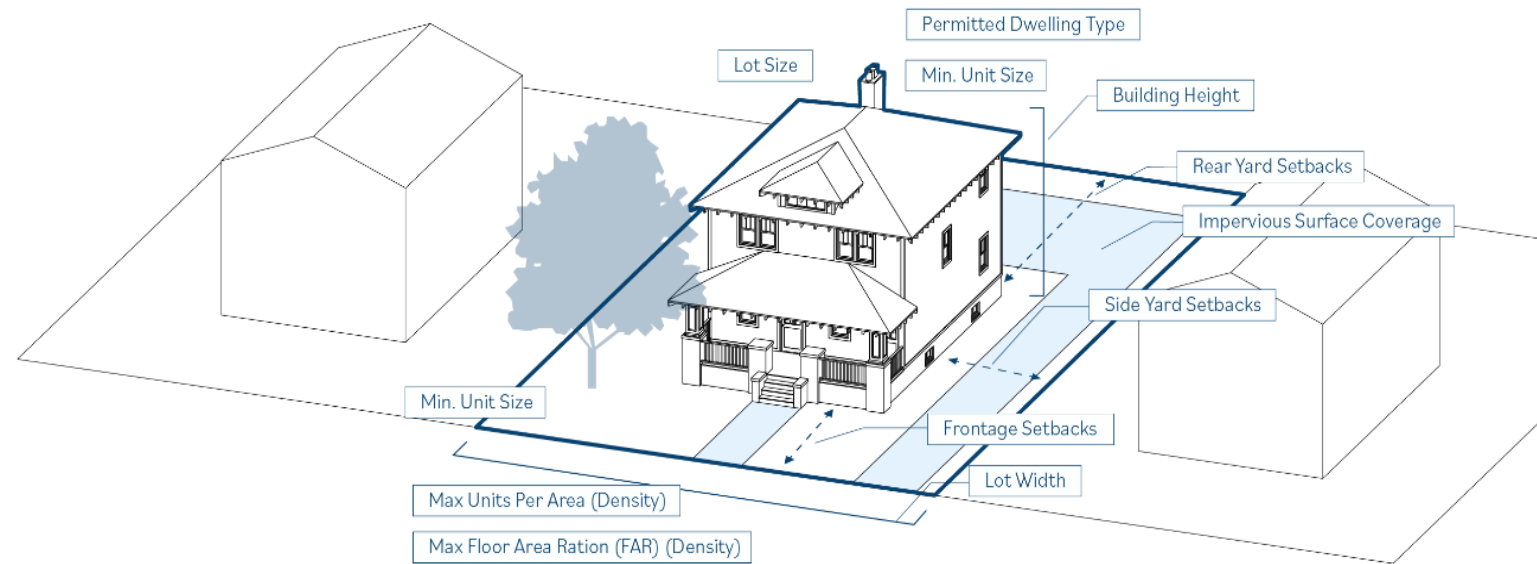 Permitted Dwelling Type
Lot Size
Min. Unit Size
Building Height
Rear Yard Setbacks
Impervious Surface Coverage
Side Yard Setbacks
Min. Unit Size
Frontage Setbacks
Lot Width
Max Units Per Area (Density)
Max Floor Area Ration (FAR) (Density)